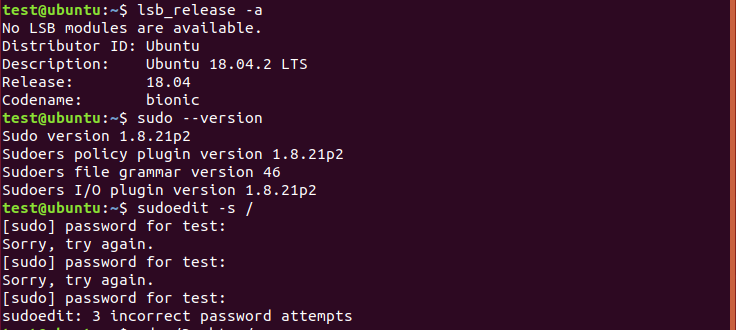 test@ubuntu:~$ lsb_release -a
No LSB modules are available.
Distributor ID: Ubuntu
Description:    Ubuntu 18.04.2 LTS
Release:        18.04
Codename:       bionic
test@ubuntu:~$ sudo --version
Sudo version 1.8.21p2
Sudoers policy plugin version 1.8.21p2
Sudoers file grammar version 46
Sudoers I/O plugin version 1.8.21p2
test@ubuntu:~$ sudoedit -s /
[sudo] password for test:
Sorry, try again.
[sudo] password for test:
Sorry, try again.
[sudo] password for test:
sudoedit: 3 incorrect password attempts